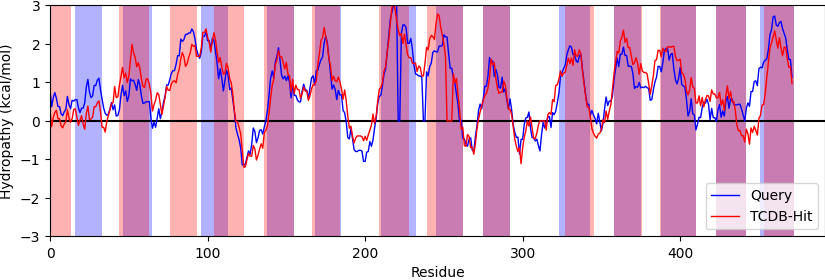 3
2
1
0
−1
−2
−3
Hydropathy (kcal/mol)
Query
TCDB-Hit
0 100 200 300 400
Residue